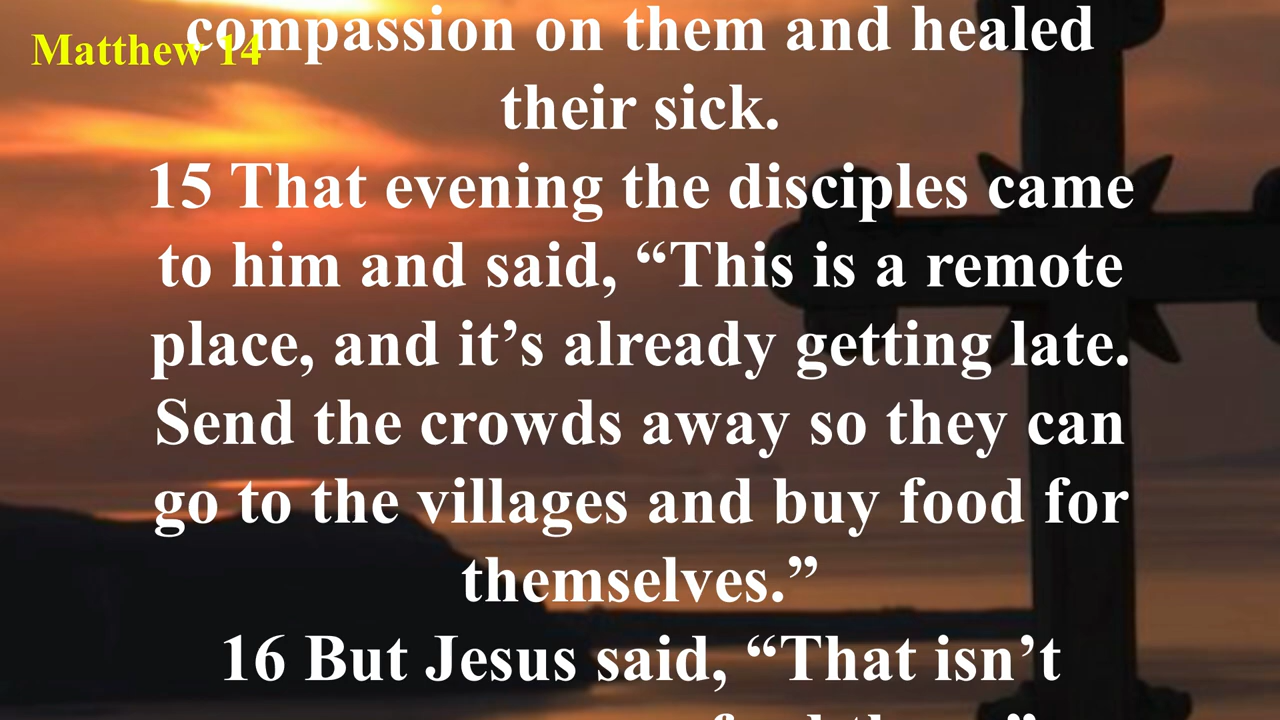 Matthew 14
compassion on them and healed
their sick.
15 That evening the disciples came
to him and said, “This is a remote
place, and it’s already getting late.
Send the crowds away so they can
go to the villages and buy food for
themselves.”
16 But Jesus said, “That isn’t